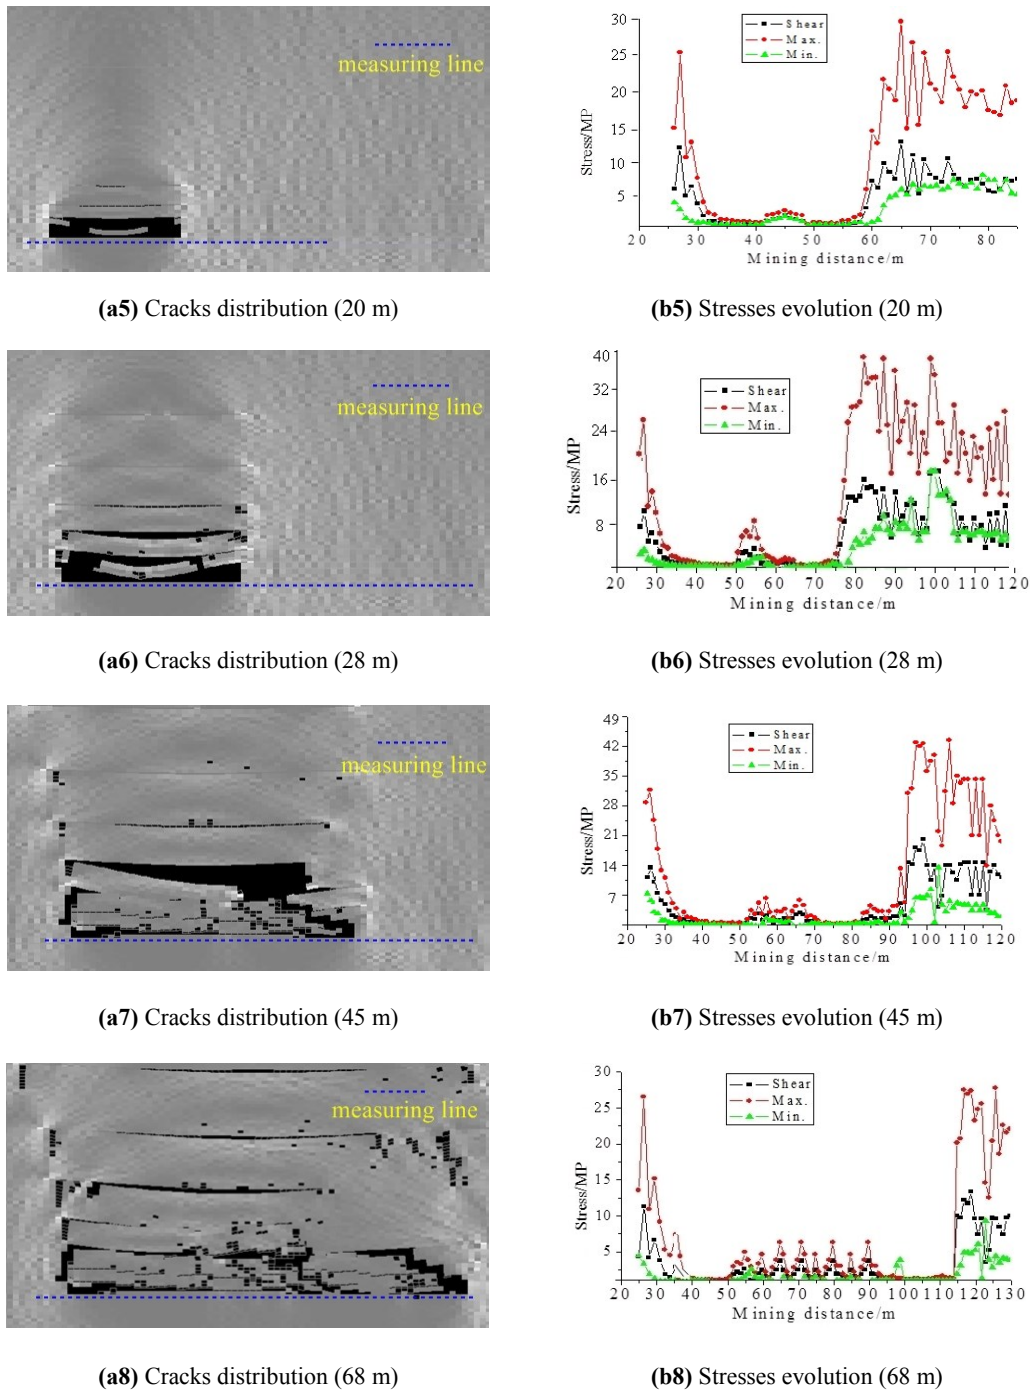 measuring line
30
25
20
15
10
5
Stress/MP
Shear
Max.
Min.
20 30 40 50 60 70 80
Mining distance/m
(a5) Cracks distribution (20 m)
(b5) Stresses evolution (20 m)
measuring line
40
32
24
16
8
Stress/MP
Shear
Max.
Min.
20 30 40 50 60 70 80 90 100 110 120
Mining distance/m
(a6) Cracks distribution (28 m)
(b6) Stresses evolution (28 m)
measuring line
49
42
35
28
21
14
7
Stress/MP
Shear
Max.
Min.
20 30 40 50 60 70 80 90 100 110 120
Mining distance/m
(a7) Cracks distribution (45 m)
(b7) Stresses evolution (45 m)
measuring line
30
25
20
15
10
5
Stress/MP
Shear
Max.
Min.
20 30 40 50 60 70 80 90 100 110 120 130
Mining distance/m
(a8) Cracks distribution (68 m)
(b8) Stresses evolution (68 m)